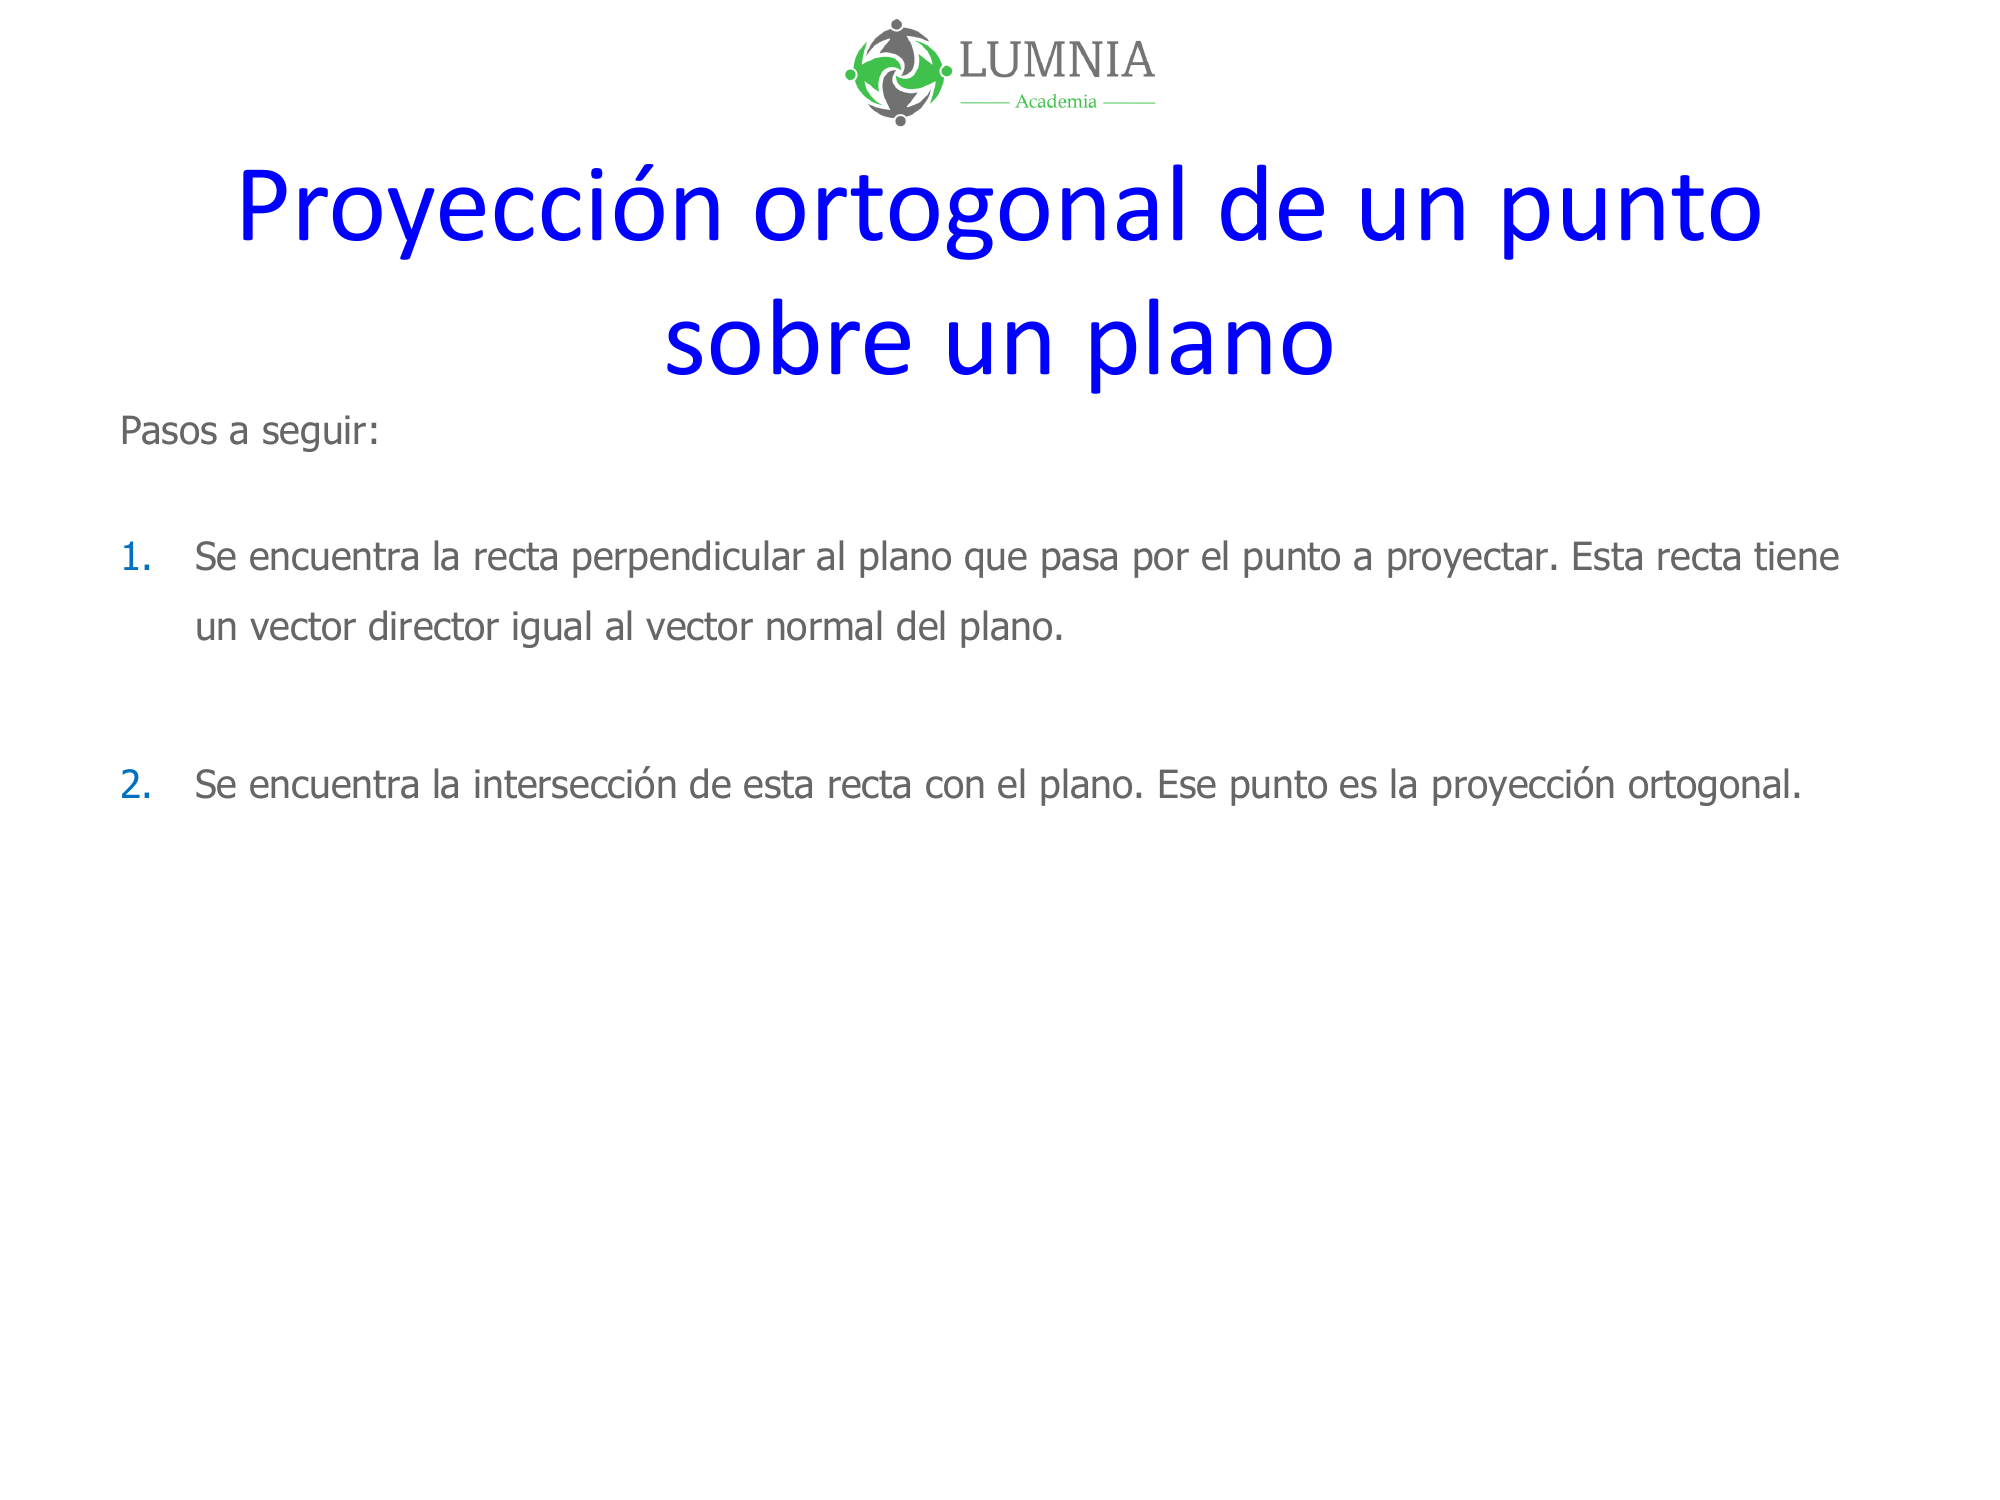 LUMNIA
Academia
Proyección ortogonal de un punto
sobre un plano
Pasos a seguir:
1. Se encuentra la recta perpendicular al plano que pasa por el punto a proyectar. Esta recta tiene
un vector director igual al vector normal del plano.
2. Se encuentra la intersección de esta recta con el plano. Ese punto es la proyección ortogonal.